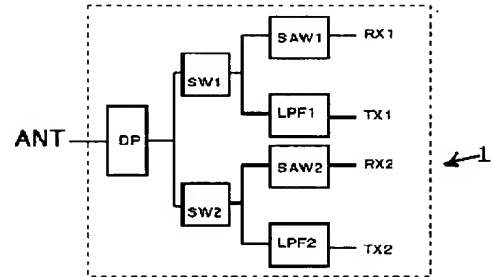 SAW1 RX1
SW1
LPF1 TX1
ANT DP
SAW2 RX2
1
SW2
LPF2 TX2